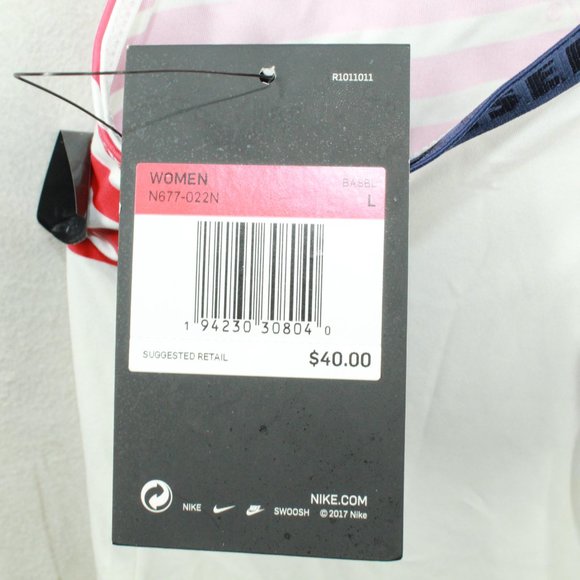 R1011011
WOMEN
BASBL
N677-022N
L
1 94230 30804 0
SUGGESTED RETAIL
$40.00
NIKE
SWOOSH
NIKE.COM
© 2017 Nike